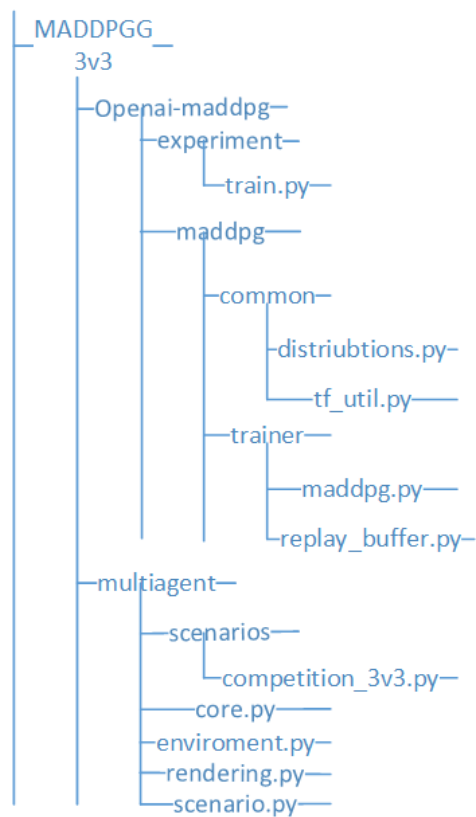 MADDPGG
3v3
Openai-maddpg
experiment
train.py
maddpg
common
distriubtions.py
tf_util.py
trainer
maddpg.py
replay_buffer.py
multiagent
scenarios
competition_3v3.py
core.py
enviroment.py
rendering.py
scenario.py